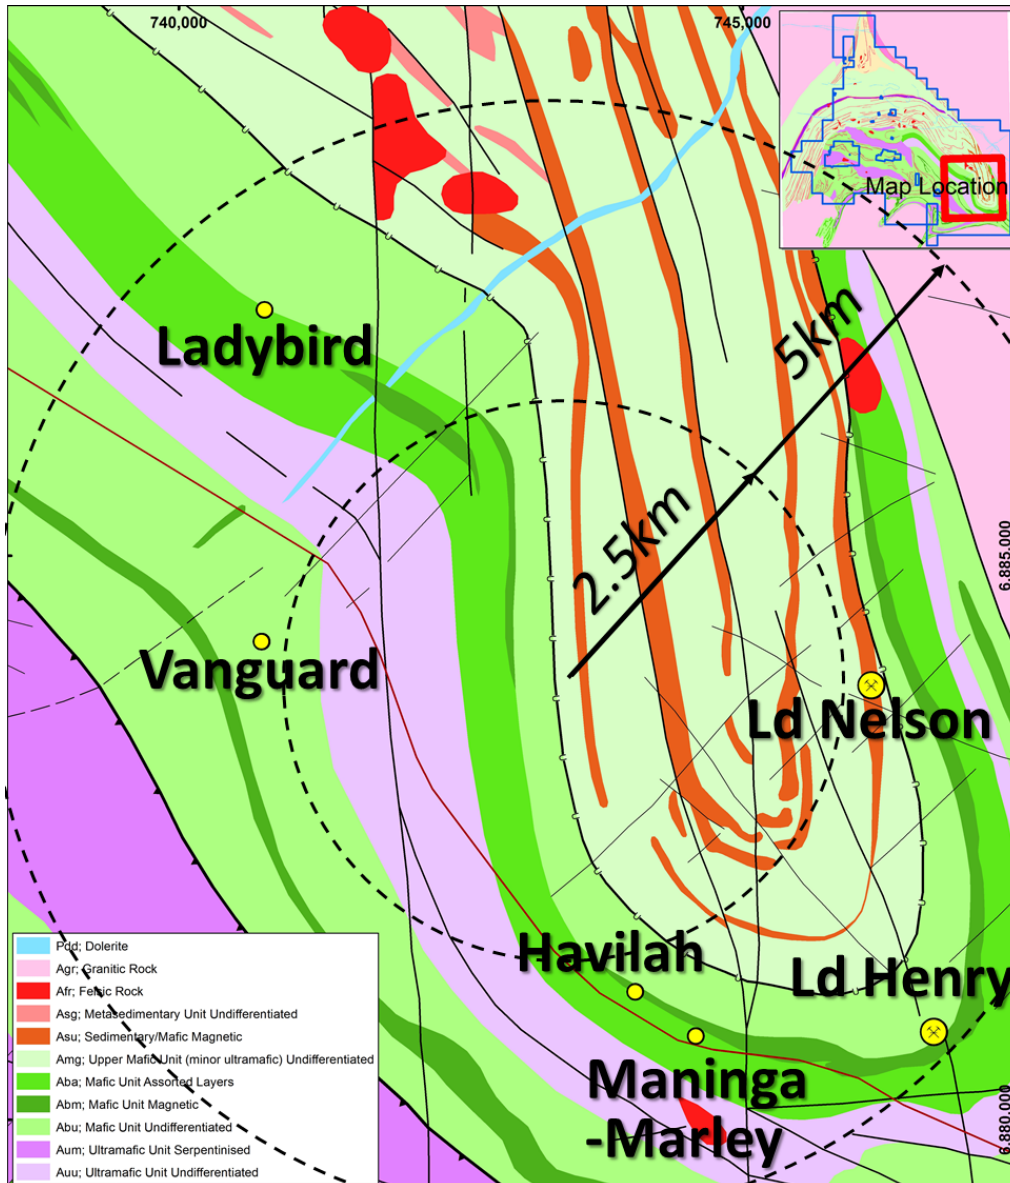 740,000
745,000
Map Location
Ladybird
5km
2.5km
6,885,000
Vanguard
Ld Nelson
Havilah
Ld Henry
Maninga
-Marley
6,880,000
Pdd; Dolerite
Agr; Granitic Rock
Afr; Felsic Rock
Asg; Metasedimentary Unit Undifferentiated
Asu; Sedimentary/Mafic Magnetic
Amg; Upper Mafic Unit (minor ultramafic) Undifferentiated
Aba; Mafic Unit Assorted Layers
Abm; Mafic Unit Magnetic
Abu; Mafic Unit Undifferentiated
Aum; Ultramafic Unit Serpentinised
Auu; Ultramafic Unit Undifferentiated